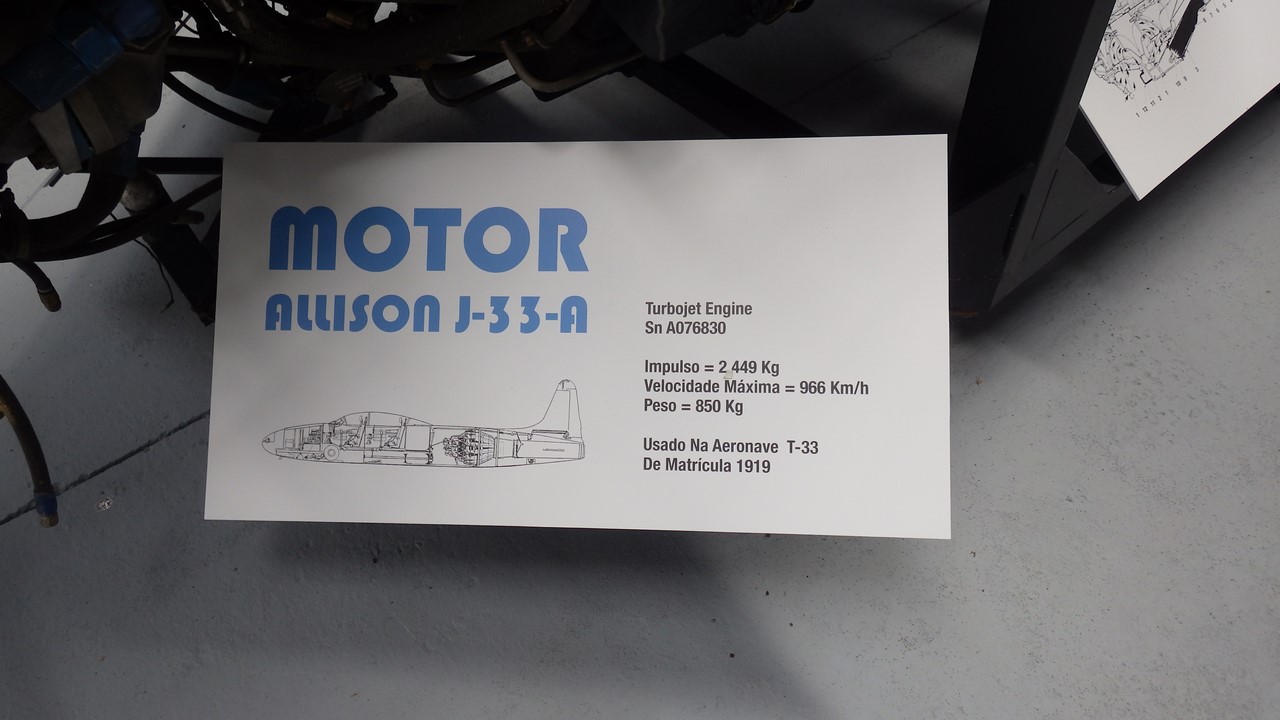 MOTOR
ALLISON J-33-A
Turbojet Engine
Sn A076830
Impulso = 2 449 Kg
Velocidade Máxima = 966 Km/h
Peso = 850 Kg
Usado Na Aeronave T-33
De Matrícula 1919